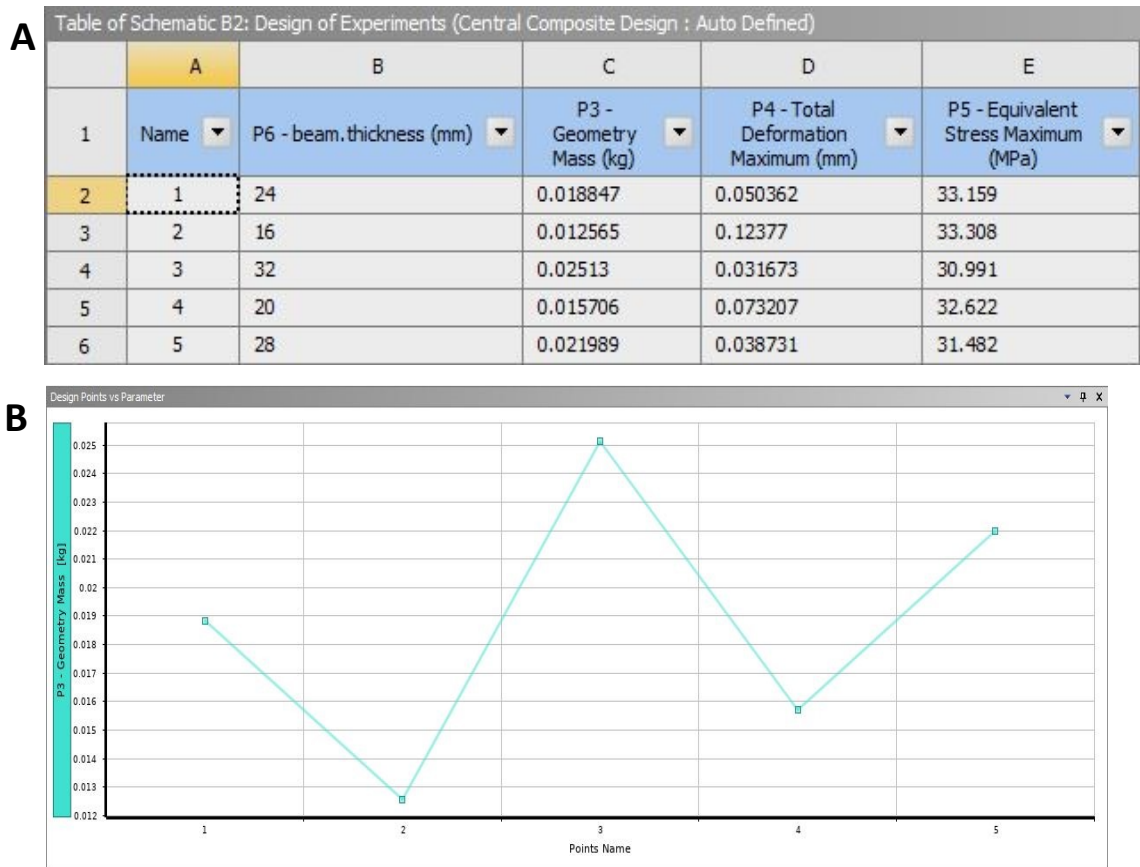 A
Table of Schematic B2: Design of Experiments (Central Composite Design : Auto Defined)
A B C D E
1 Name P6 - beam.thickness (mm) P3 - Geometry Mass (kg) P4 - Total Deformation Maximum (mm) P5 - Equivalent Stress Maximum (MPa)
2 1 24 0.018847 0.050362 33.159
3 2 16 0.012565 0.12377 33.308
4 3 32 0.02513 0.031673 30.991
5 4 20 0.015706 0.073207 32.622
6 5 28 0.021989 0.038731 31.482
B
Design Points vs Parameter
P3 - Geometry Mass [kg]
0.025
0.024
0.023
0.022
0.021
0.02
0.019
0.018
0.017
0.016
0.015
0.014
0.013
0.012
1 2 3 4 5
Points Name